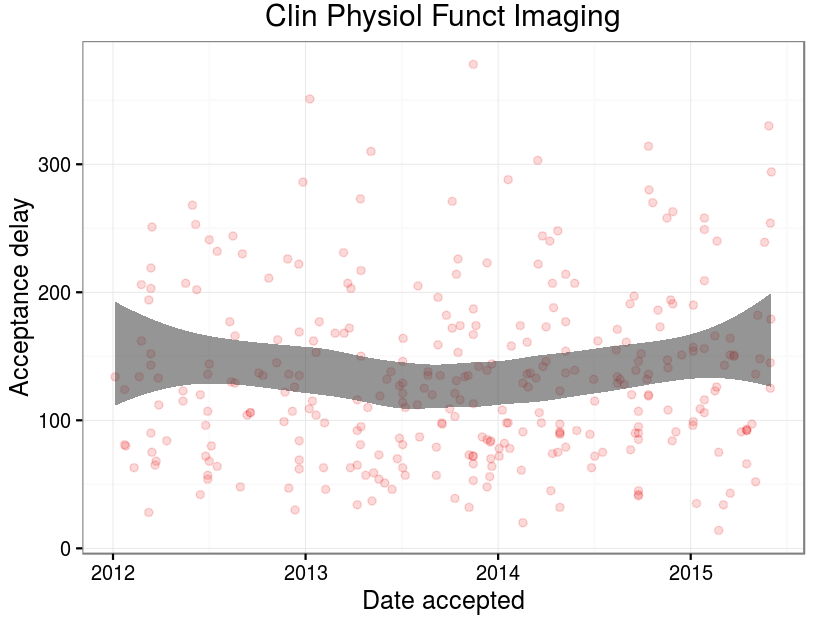 Clin Physiol Funct Imaging
Acceptance delay
300
200
100
0
2012 2013 2014 2015
Date accepted